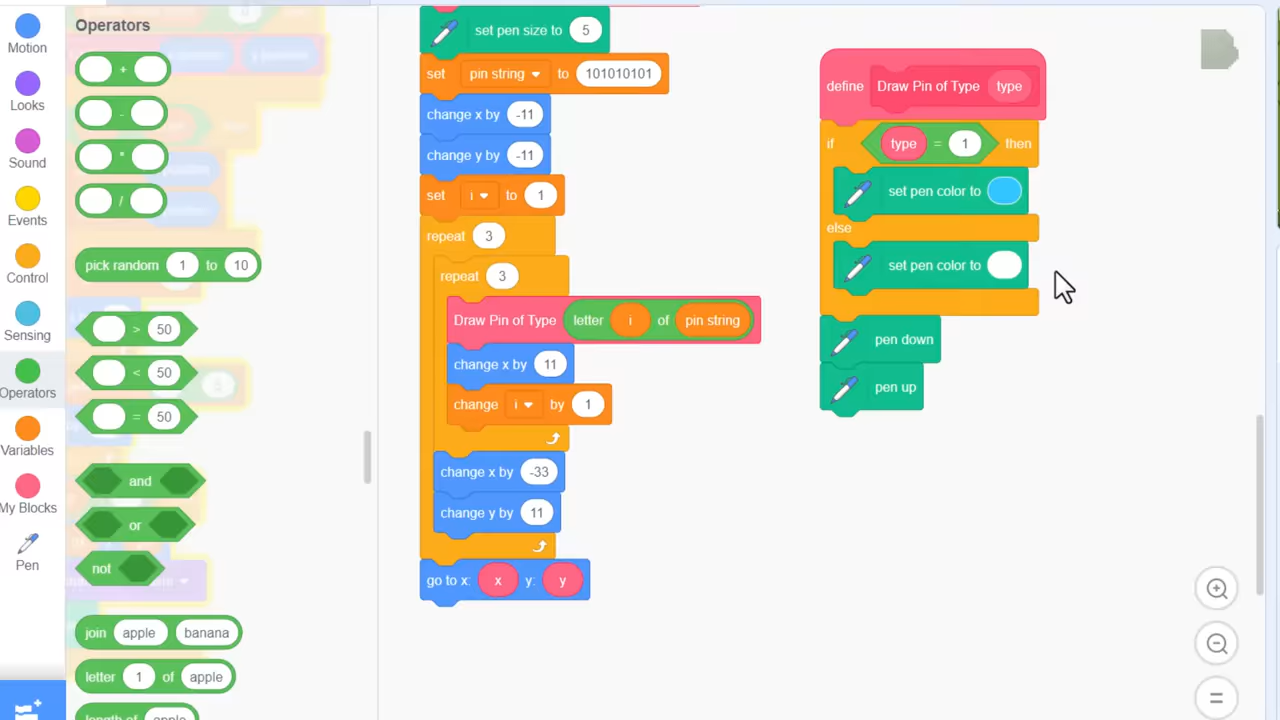 Motion
Looks
Sound
Events
Control
Sensing
Operators
Variables
My Blocks
Pen
Operators
+
-
*
/
pick random 1 to 10
> 50
< 50
= 50
and
or
not
join apple banana
letter 1 of apple
length of apple
set pen size to 5
set pin string to 101010101
change x by -11
change y by -11
set i to 1
repeat 3
repeat 3
Draw Pin of Type letter i of pin string
change x by 11
change i by 1
change x by -33
change y by 11
go to x: x y: y
define Draw Pin of Type type
if type = 1 then
set pen color to
else
set pen color to
pen down
pen up